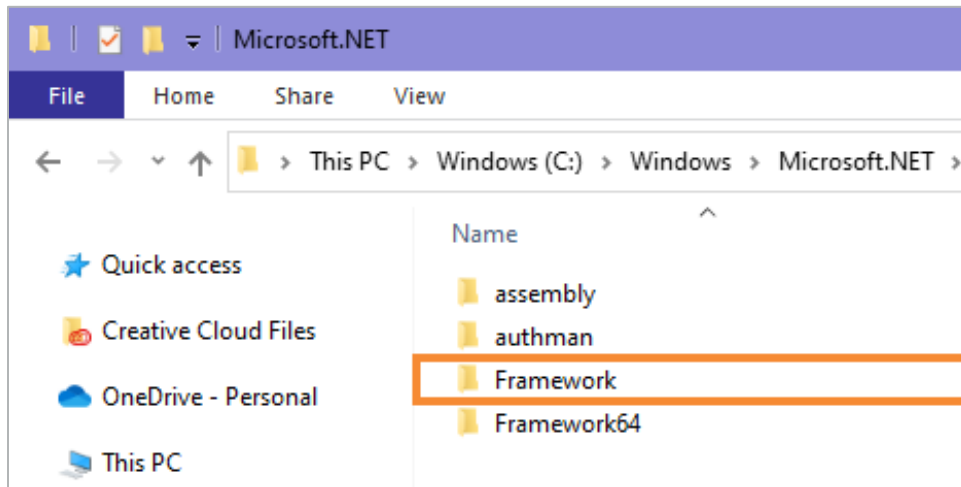 Microsoft.NET
File Home Share View
This PC > Windows (C:) > Windows > Microsoft.NET >
Name
Quick access
assembly
Creative Cloud Files
authman
Framework
OneDrive - Personal
Framework64
This PC